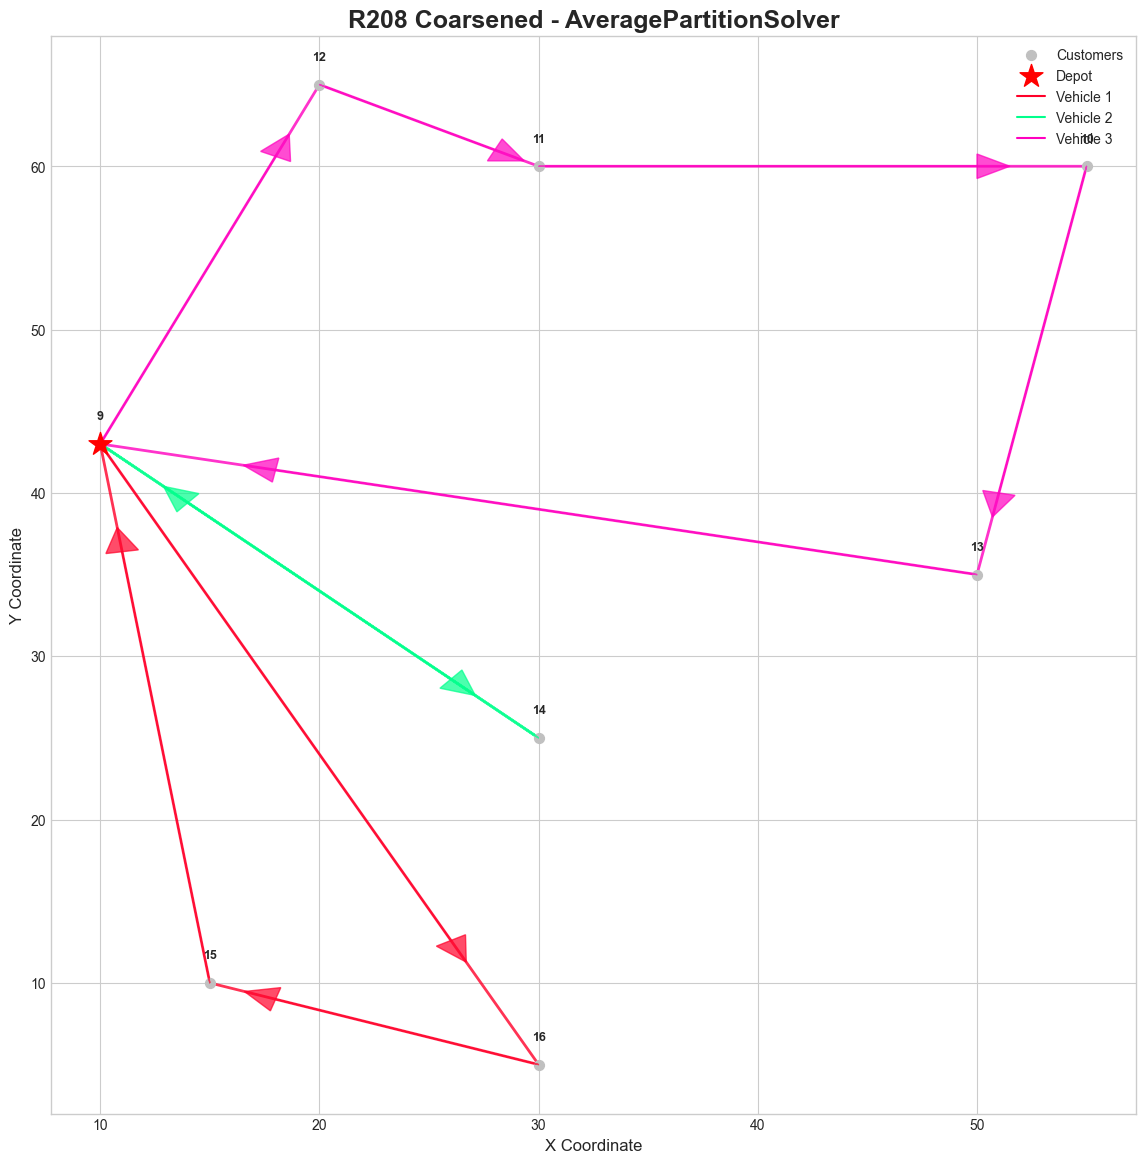 R208 Coarsened - AveragePartitionSolver
Customers
Depot
Vehicle 1
Vehicle 2
Vehicle 3
12
11
10
9
13
14
15
16
60
50
40
30
20
10
Y Coordinate
10
20
30
40
50
X Coordinate